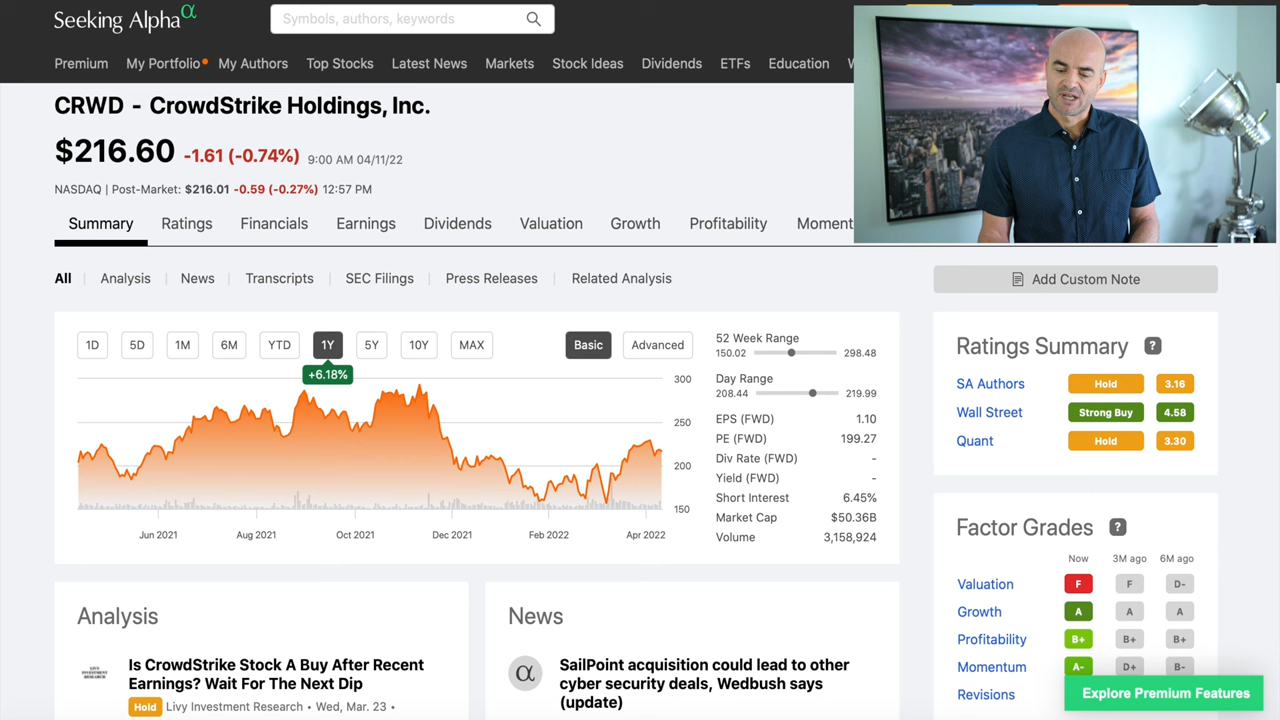 Seeking Alphaα
Symbols, authors, keywords
Premium My Portfolio My Authors Top Stocks Latest News Markets Stock Ideas Dividends ETFs Education
CRWD - CrowdStrike Holdings, Inc.
$216.60 -1.61 (-0.74%) 9:00 AM 04/11/22
NASDAQ | Post-Market: $216.01 -0.59 (-0.27%) 12:57 PM
Summary Ratings Financials Earnings Dividends Valuation Growth Profitability Moment
All Analysis News Transcripts SEC Filings Press Releases Related Analysis
Add Custom Note
1D 5D 1M 6M YTD 1Y 5Y 10Y MAX Basic Advanced
+6.18%
300
250
200
150
Jun 2021 Aug 2021 Oct 2021 Dec 2021 Feb 2022 Apr 2022
52 Week Range
150.02 298.48
Day Range
208.44 219.99
EPS (FWD) 1.10
PE (FWD) 199.27
Div Rate (FWD) -
Yield (FWD) -
Short Interest 6.45%
Market Cap $50.36B
Volume 3,158,924
Ratings Summary ?
SA Authors Hold 3.16
Wall Street Strong Buy 4.58
Quant Hold 3.30
Factor Grades ?
Now 3M ago 6M ago
Valuation F F D-
Growth A A A
Profitability B+ B+ B+
Momentum A- D+ B-
Revisions
Explore Premium Features
Analysis
LIVY INVESTMENT RESEARCH
Is CrowdStrike Stock A Buy After Recent
Earnings? Wait For The Next Dip
Hold Livy Investment Research • Wed, Mar. 23 •
News
α
SailPoint acquisition could lead to other
cyber security deals, Wedbush says
(update)